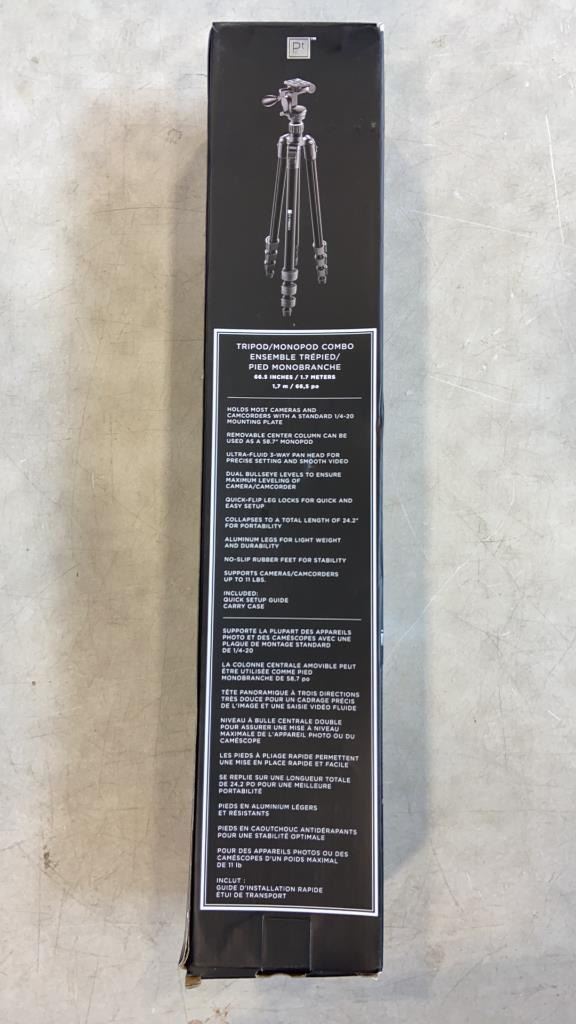 Pt™
TRIPOD/MONOPOD COMBO
ENSEMBLE TRÉPIED/
PIED MONOBRANCHE
66.5 INCHES / 1.7 METERS
1,7 m / 66,5 po
HOLDS MOST CAMERAS AND
CAMCORDERS WITH A STANDARD 1/4-20
MOUNTING PLATE
REMOVABLE CENTER COLUMN CAN BE
USED AS A 58.7" MONOPOD
ULTRA-FLUID 3-WAY PAN HEAD FOR
PRECISE SETTING AND SMOOTH VIDEO
DUAL BULLSEYE LEVELS TO ENSURE
MAXIMUM LEVELING OF
CAMERA/CAMCORDER
QUICK-FLIP LEG LOCKS FOR QUICK AND
EASY SETUP
COLLAPSES TO A TOTAL LENGTH OF 24.2"
FOR PORTABILITY
ALUMINUM LEGS FOR LIGHT WEIGHT
AND DURABILITY
NO-SLIP RUBBER FEET FOR STABILITY
SUPPORTS CAMERAS/CAMCORDERS
UP TO 11 LBS.
INCLUDED:
QUICK SETUP GUIDE
CARRY CASE
SUPPORTE LA PLUPART DES APPAREILS
PHOTO ET DES CAMÉSCOPES AVEC UNE
PLAQUE DE MONTAGE STANDARD
DE 1/4-20
LA COLONNE CENTRALE AMOVIBLE PEUT
ÊTRE UTILISÉE COMME PIED
MONOBRANCHE DE 58,7 po
TÊTE PANORAMIQUE À TROIS DIRECTIONS
TRÈS DOUCE POUR UN CADRAGE PRÉCIS
DE L'IMAGE ET UNE SAISIE VIDÉO FLUIDE
NIVEAU À BULLE CENTRALE DOUBLE
POUR ASSURER UNE MISE À NIVEAU
MAXIMALE DE L'APPAREIL PHOTO OU DU
CAMÉSCOPE
LES PIEDS À PLIAGE RAPIDE PERMETTENT
UNE MISE EN PLACE RAPIDE ET FACILE
SE REPLIE SUR UNE LONGUEUR TOTALE
DE 24,2 PO POUR UNE MEILLEURE
PORTABILITÉ
PIEDS EN ALUMINIUM LÉGERS
ET RÉSISTANTS
PIEDS EN CAOUTCHOUC ANTIDÉRAPANTS
POUR UNE STABILITÉ OPTIMALE
POUR DES APPAREILS PHOTOS OU DES
CAMÉSCOPES D'UN POIDS MAXIMAL
DE 11 lb
INCLUT :
GUIDE D'INSTALLATION RAPIDE
ÉTUI DE TRANSPORT